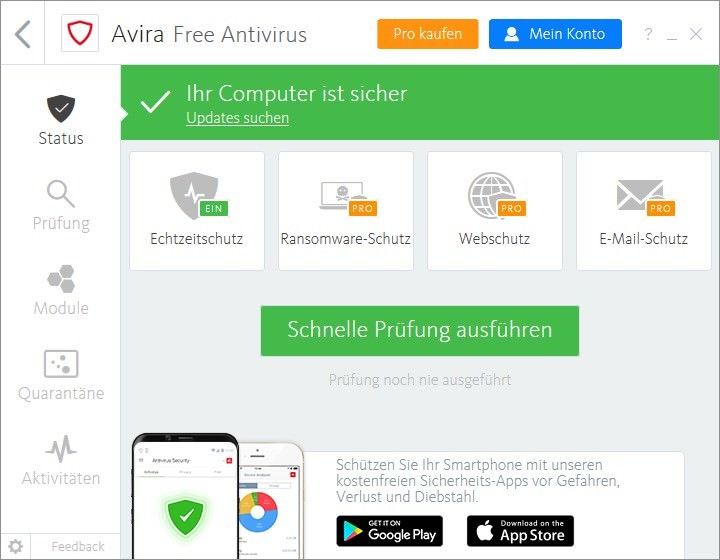 Avira Free Antivirus
Pro kaufen
Mein Konto
?
Status
Prüfung
Module
Quarantäne
Aktivitäten
Feedback
Ihr Computer ist sicher
Updates suchen
EIN
Echtzeitschutz
PRO
Ransomware-Schutz
PRO
Webschutz
PRO
E-Mail-Schutz
Schnelle Prüfung ausführen
Prüfung noch nie ausgeführt
Antivirus Security
Antivirus
Privacy
Schützen Sie Ihr Smartphone mit unseren
kostenfreien Sicherheits-Apps vor Gefahren,
Verlust und Diebstahl.
GET IT ON
Google Play
Download on the
App Store